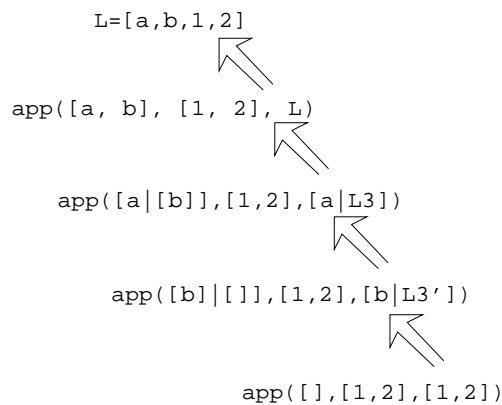 L=[a,b,1,2]
app([a, b], [1, 2], L)
app([a|[b]],[1,2],[a|L3])
app([b]|[]],[1,2],[b|L3’])
app([],[1,2],[1,2])